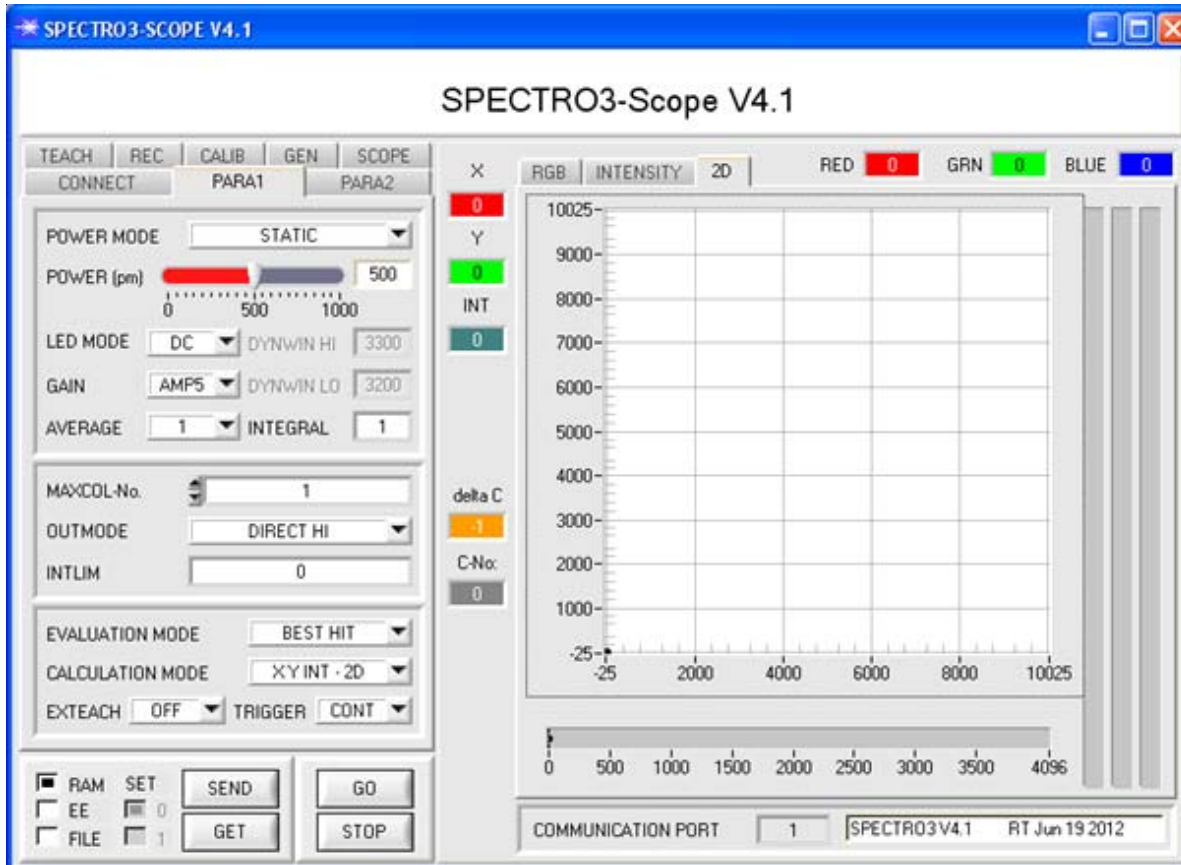 SPECTRO3-SCOPE V4.1
SPECTRO3-Scope V4.1
TEACH REC CALIB GEN SCOPE
CONNECT PARA1 PARA2
POWER MODE STATIC
POWER (pm) 500
0 500 1000
LED MODE DC DYNWIN HI 3300
GAIN AMP5 DYNWIN LO 3200
AVERAGE 1 INTEGRAL 1
MAXCOL-No. 1
OUTMODE DIRECT HI
INTLIM 0
EVALUATION MODE BEST HIT
CALCULATION MODE X Y INT - 2D
EXTEACH OFF TRIGGER CONT
RAM SET SEND GO
EE 0
FILE 1 GET STOP
X
0
Y
0
INT
0
delta C
-1
C-No:
0
RGB INTENSITY 2D RED 0 GRN 0 BLUE 0
10025
9000
8000
7000
6000
5000
4000
3000
2000
1000
-25
-25 2000 4000 6000 8000 10025
0 500 1000 1500 2000 2500 3000 3500 4096
COMMUNICATION PORT 1 SPECTRO3 V4.1 RT Jun 19 2012